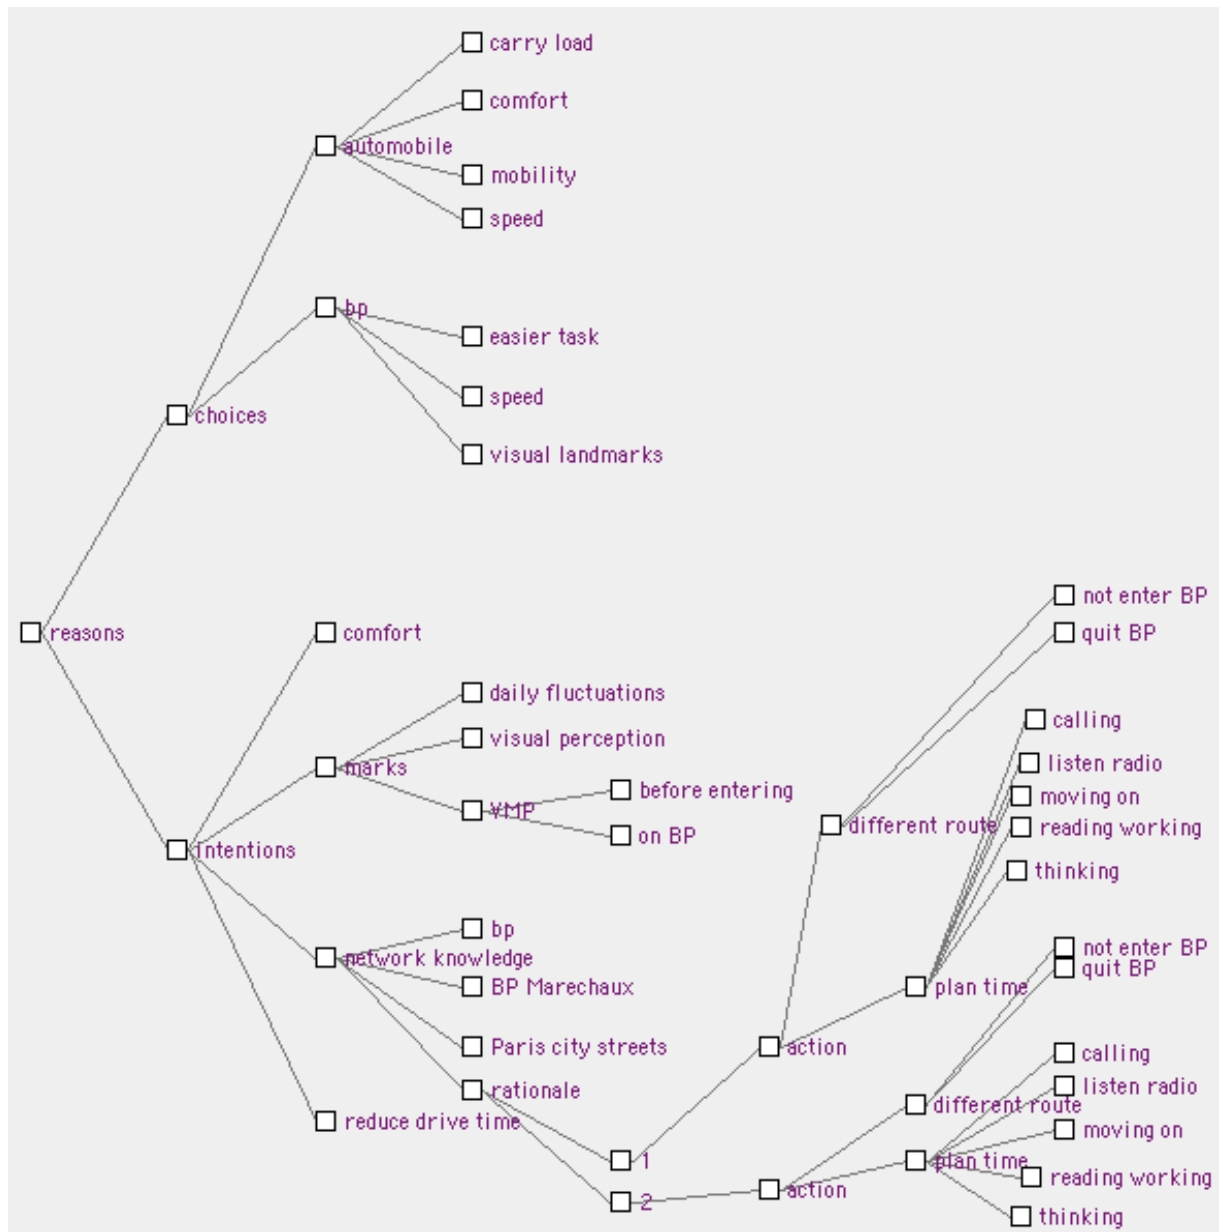 carry load
comfort
automobile
mobility
speed
bp
easier task
speed
choices
visual landmarks
not enter BP
reasons
comfort
quit BP
daily fluctuations
calling
visual perception
listen radio
marks
before entering
moving on
VMP
different route
reading working
on BP
intentions
thinking
bp
not enter BP
network knowledge
quit BP
BP Marechaux
plan time
Paris city streets
action
calling
rationale
listen radio
different route
reduce drive time
moving on
1
plan time
reading working
2
action
thinking